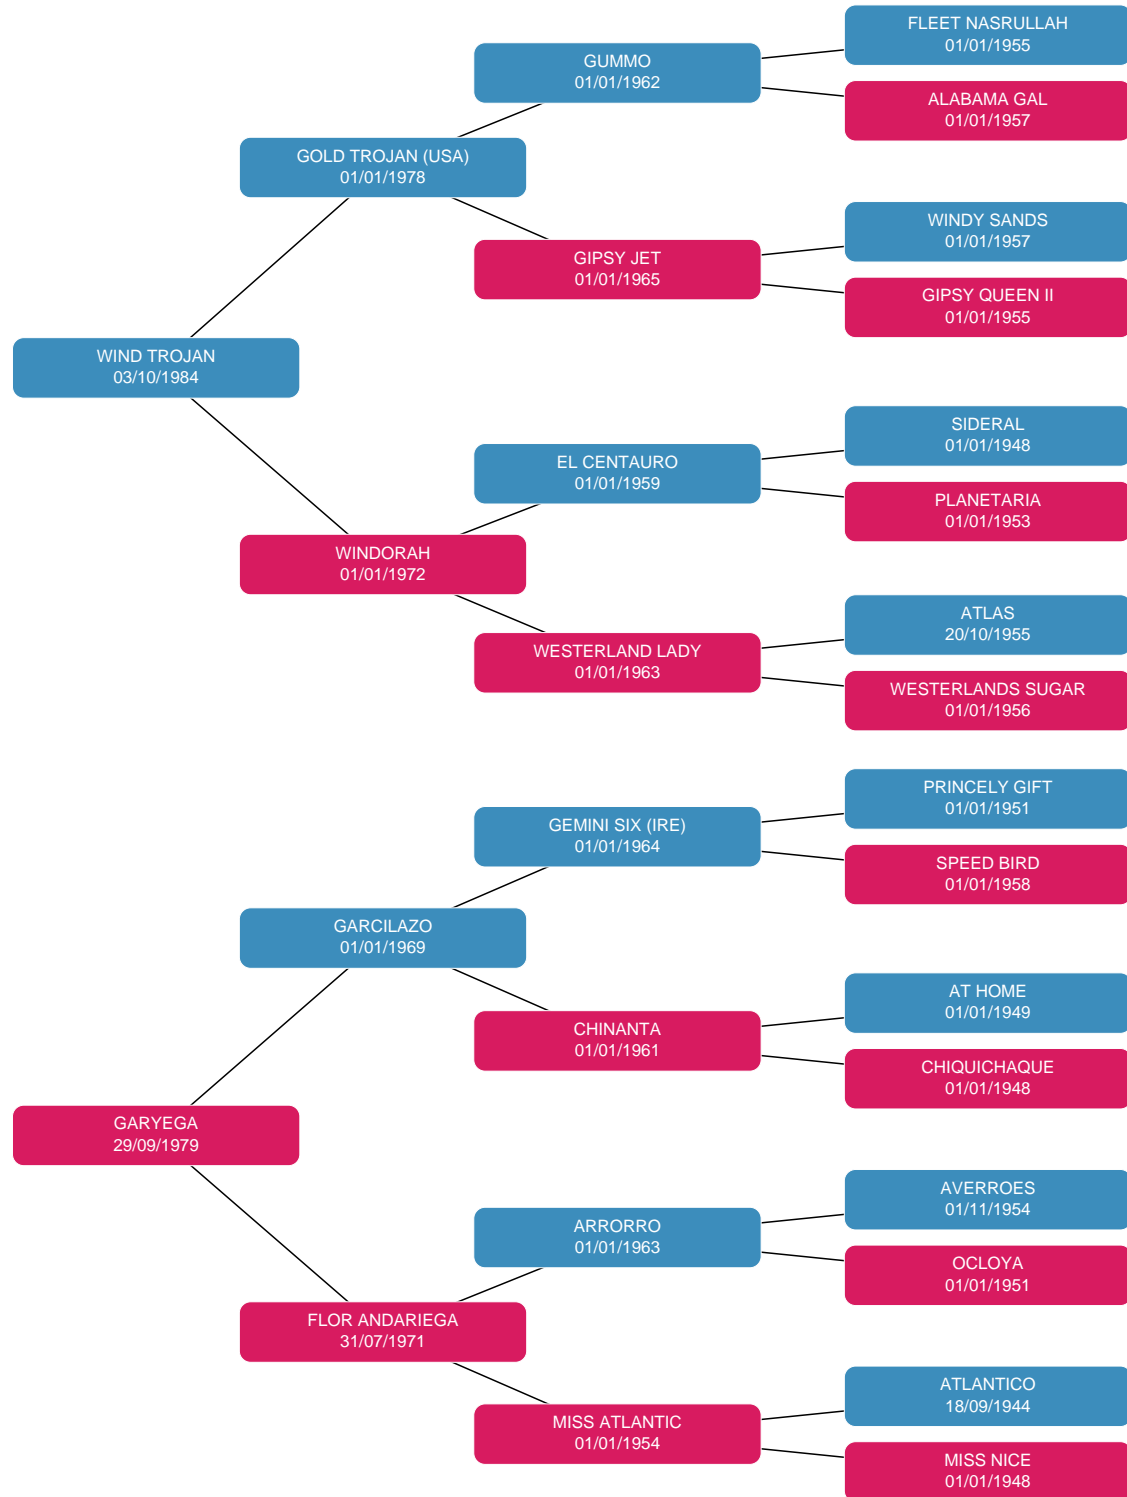 FLEET NASRULLAH
01/01/1955
GUMMO
01/01/1962
ALABAMA GAL
01/01/1957
GOLD TROJAN (USA)
01/01/1978
WINDY SANDS
01/01/1957
GIPSY JET
01/01/1965
GIPSY QUEEN II
01/01/1955
WIND TROJAN
03/10/1984
SIDERAL
01/01/1948
EL CENTAURO
01/01/1959
PLANETARIA
01/01/1953
WINDORAH
01/01/1972
ATLAS
20/10/1955
WESTERLAND LADY
01/01/1963
WESTERLANDS SUGAR
01/01/1956
PRINCELY GIFT
01/01/1951
GEMINI SIX (IRE)
01/01/1964
SPEED BIRD
01/01/1958
GARCILAZO
01/01/1969
AT HOME
01/01/1949
CHINANTA
01/01/1961
CHIQUICHAQUE
01/01/1948
GARYEGA
29/09/1979
AVERROES
01/11/1954
ARRORRO
01/01/1963
OCLOYA
01/01/1951
FLOR ANDARIEGA
31/07/1971
ATLANTICO
18/09/1944
MISS ATLANTIC
01/01/1954
MISS NICE
01/01/1948